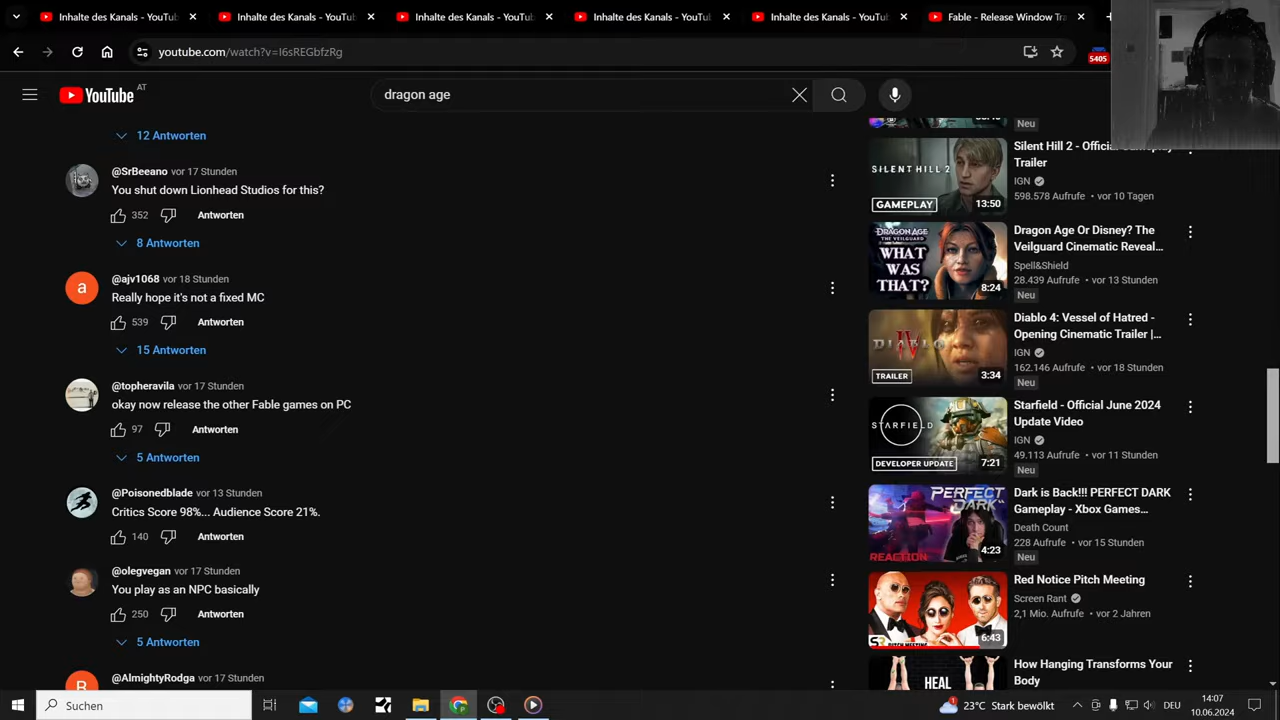 Inhalte des Kanals - YouTu
Inhalte des Kanals - YouTu
Inhalte des Kanals - YouTu
Inhalte des Kanals - YouTu
Inhalte des Kanals - YouTu
Fable - Release Window Tr
youtube.com/watch?v=I6sREGbfzRg
5405
YouTube AT
dragon age
12 Antworten
@SrBeeano vor 17 Stunden
You shut down Lionhead Studios for this?
352 Antworten
8 Antworten
@ajv1068 vor 18 Stunden
Really hope it's not a fixed MC
539 Antworten
15 Antworten
@topheravila vor 17 Stunden
okay now release the other Fable games on PC
97 Antworten
5 Antworten
@Poisonedblade vor 13 Stunden
Critics Score 98%... Audience Score 21%.
140 Antworten
@olegvegan vor 17 Stunden
You play as an NPC basically
250 Antworten
5 Antworten
@AlmightyRodga vor 17 Stunden
Neu
SILENT HILL 2
GAMEPLAY
13:50
Silent Hill 2 - Official Gameplay
Trailer
IGN
598.578 Aufrufe • vor 10 Tagen
DRAGON AGE
THE VEILGUARD
WHAT
WAS
THAT?
8:24
Dragon Age Or Disney? The
Veilguard Cinematic Reveal...
Spell&Shield
28.439 Aufrufe • vor 13 Stunden
Neu
DIABLO
IV
TRAILER
3:34
Diablo 4: Vessel of Hatred -
Opening Cinematic Trailer |...
IGN
162.146 Aufrufe • vor 18 Stunden
Neu
STARFIELD
DEVELOPER UPDATE
7:21
Starfield - Official June 2024
Update Video
IGN
49.113 Aufrufe • vor 11 Stunden
Neu
PERFECT
DARK
REACTION
4:23
Dark is Back!!! PERFECT DARK
Gameplay - Xbox Games...
Death Count
228 Aufrufe • vor 15 Stunden
Neu
PITCH MEETING
6:43
Red Notice Pitch Meeting
Screen Rant
2,1 Mio. Aufrufe • vor 2 Jahren
HEAL
How Hanging Transforms Your
Body
Suchen
23°C Stark bewölkt
DEU
14:07
10.06.2024